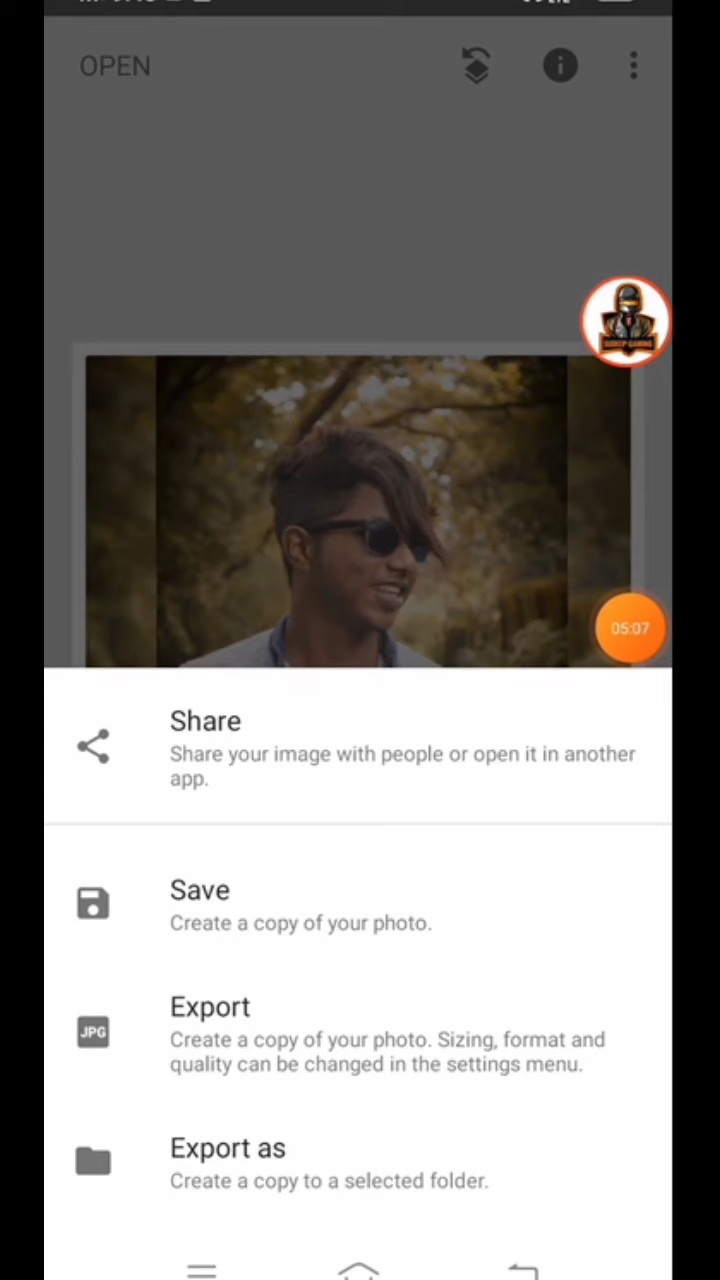 OPEN
05:07
Share
Share your image with people or open it in another
app.
Save
Create a copy of your photo.
JPG
Export
Create a copy of your photo. Sizing, format and
quality can be changed in the settings menu.
Export as
Create a copy to a selected folder.